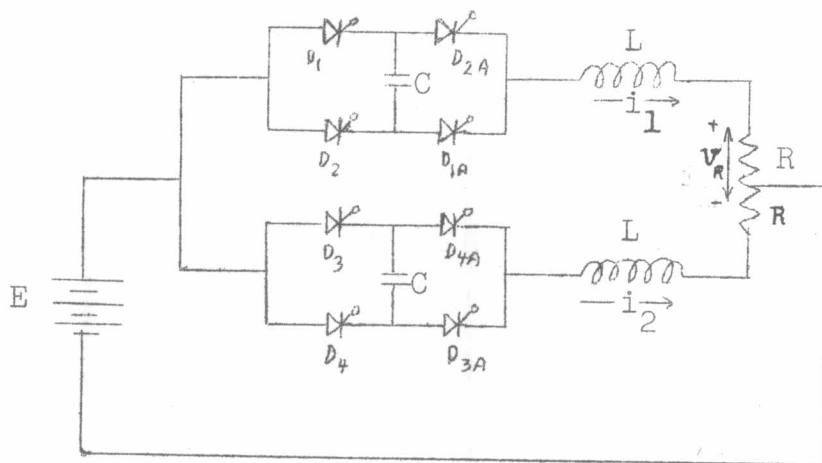 D1
D2A
C
L
i1
D2
D1A
+
VR
-
R
R
D3
D4A
C
L
i2
E
D4
D3A